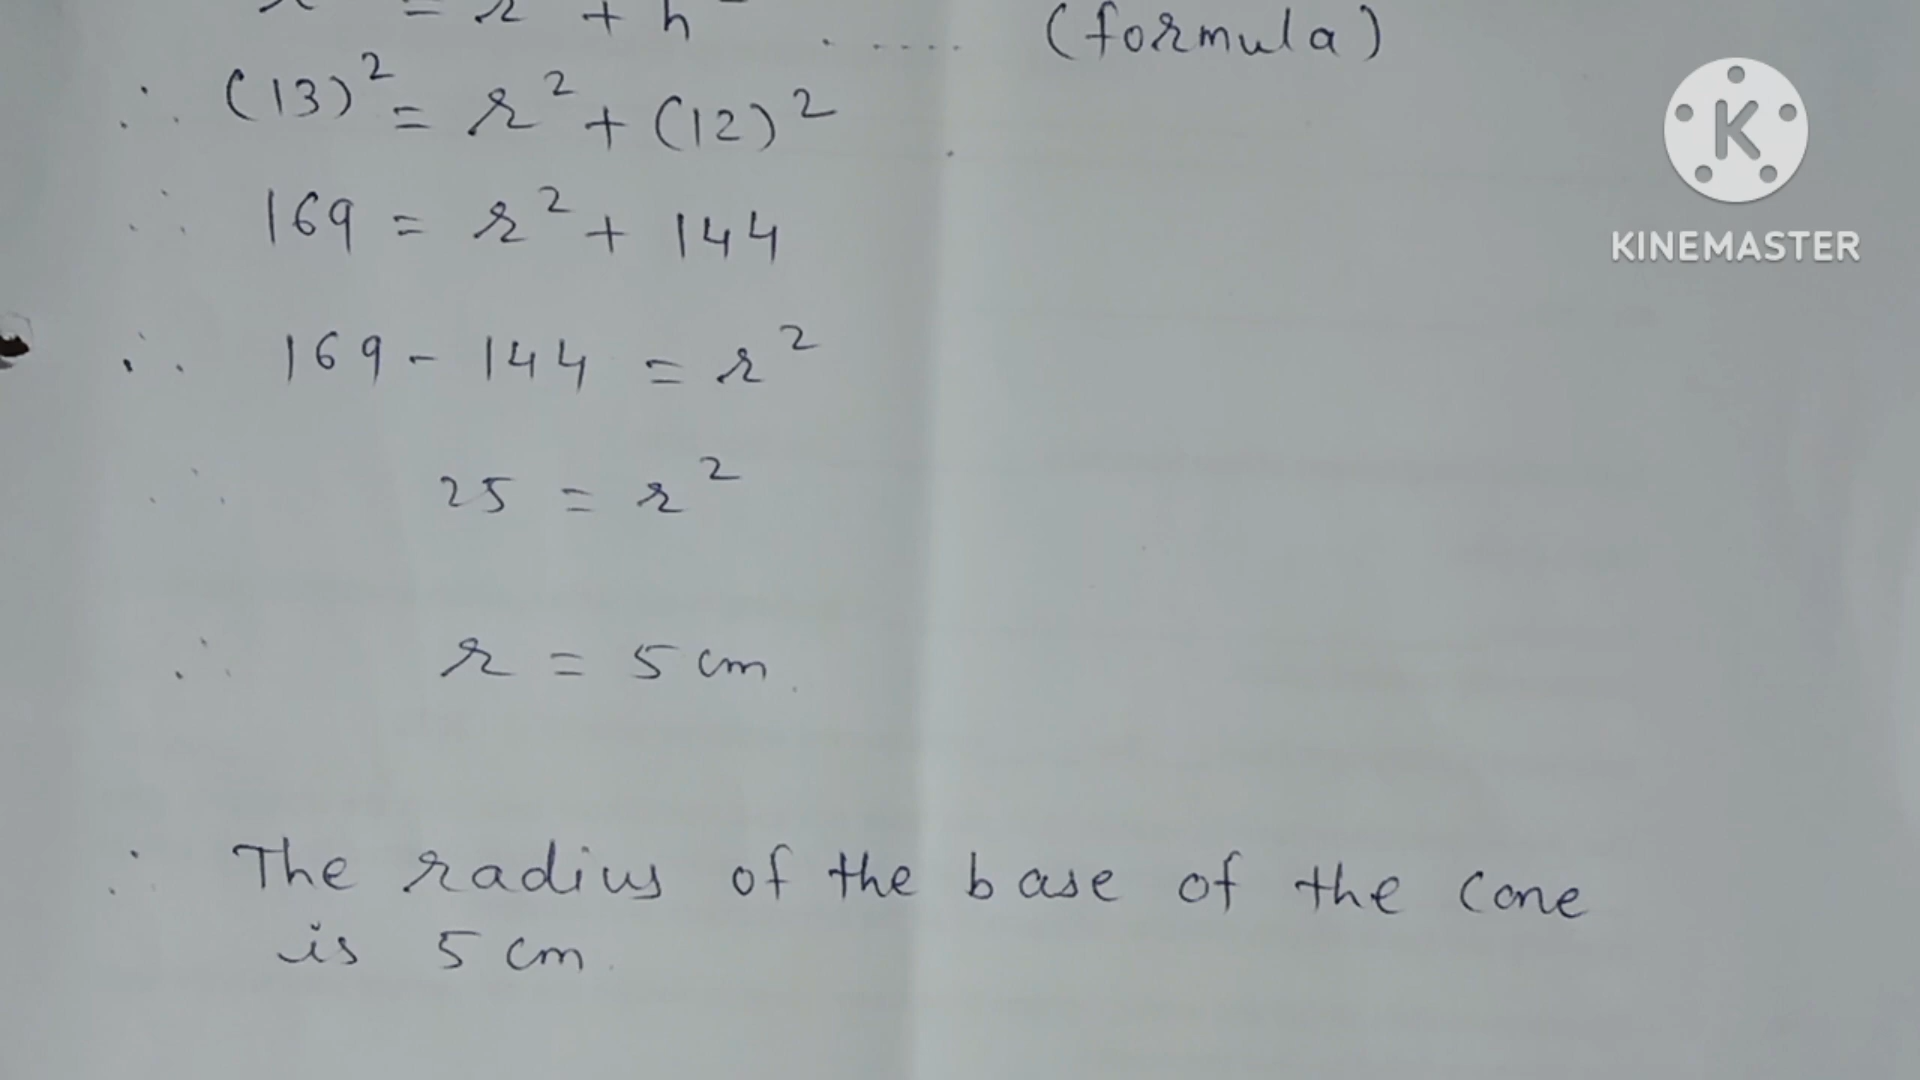 = r + h ..... (formula)
∴ (13)² = r² + (12)²
∴ 169 = r² + 144
∴ 169 - 144 = r²
∴ 25 = r²
∴ r = 5 cm.
∴ The radius of the base of the cone
is 5 cm.
K
KINEMASTER